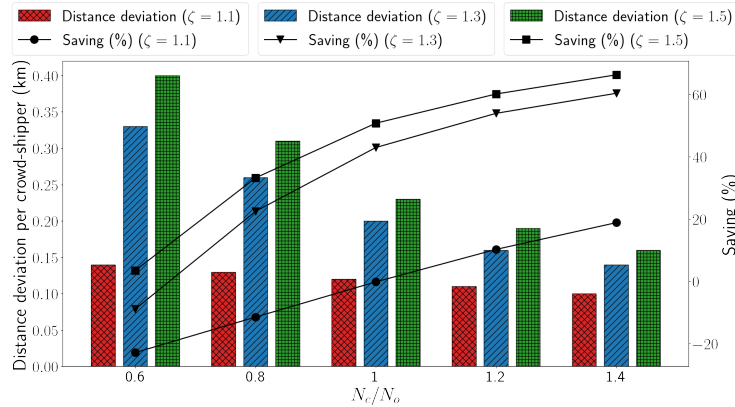 Distance deviation (ζ = 1.1)
Saving (%) (ζ = 1.1)
Distance deviation (ζ = 1.3)
Saving (%) (ζ = 1.3)
Distance deviation (ζ = 1.5)
Saving (%) (ζ = 1.5)
Distance deviation per crowd-shipper (km)
0.40
0.35
0.30
0.25
0.20
0.15
0.10
0.05
0.00
0.6
0.8
1
1.2
1.4
N_c/N_o
60
40
20
0
−20
Saving (%)